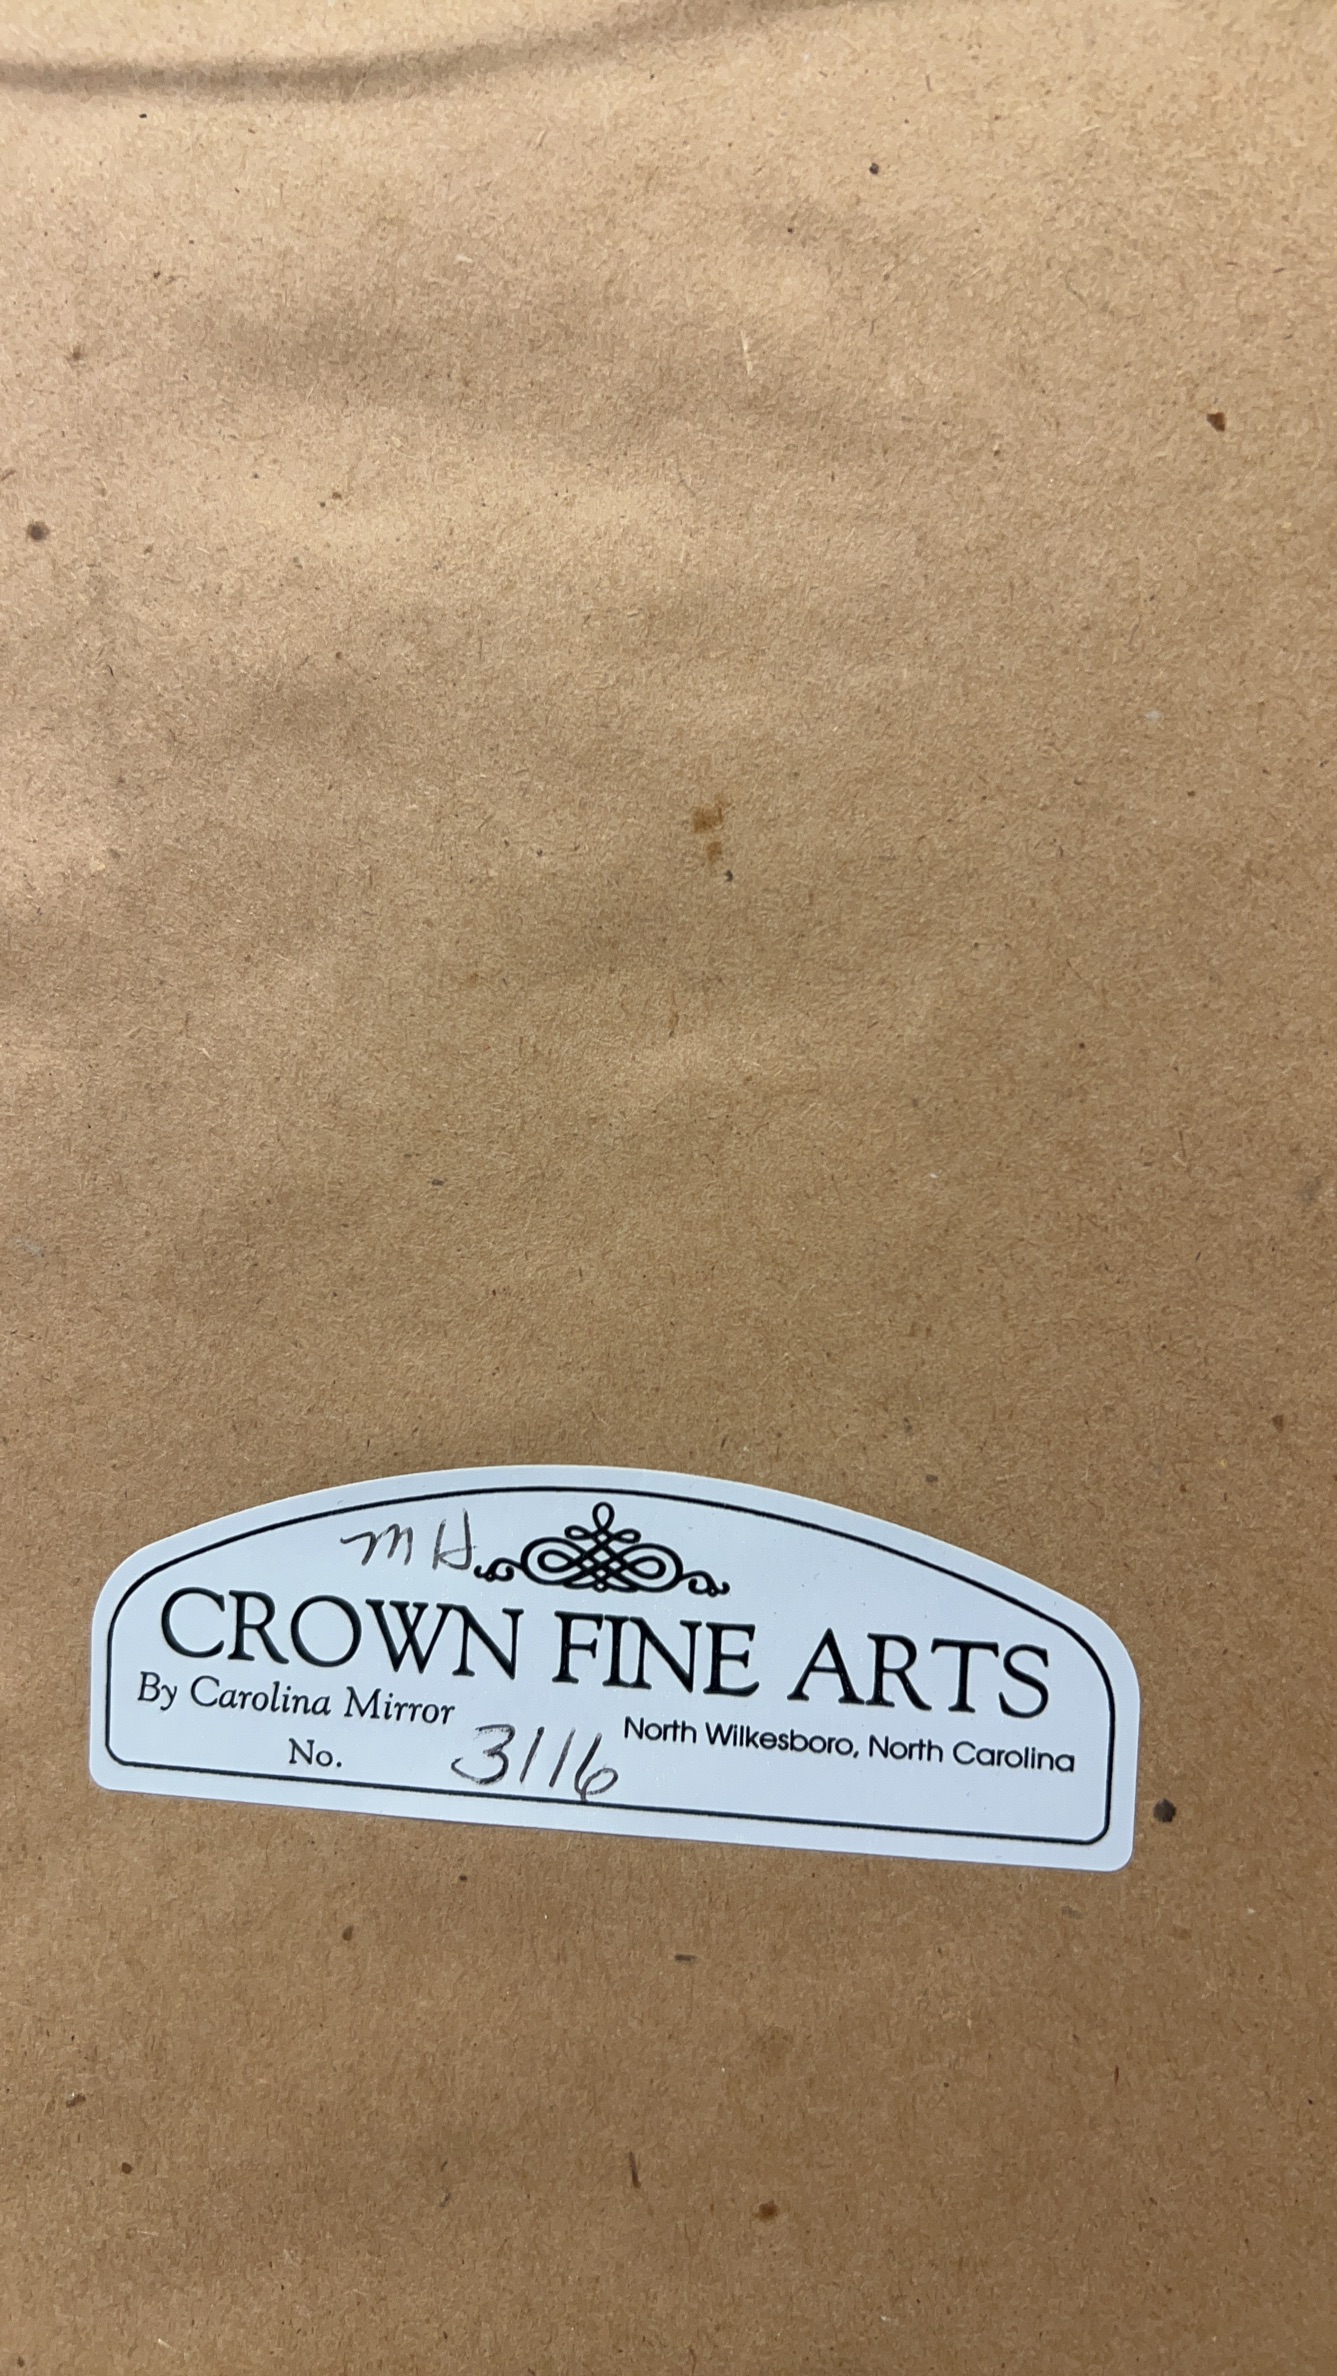 MH
CROWN FINE ARTS
By Carolina Mirror
North Wilkesboro, North Carolina
No. 3116